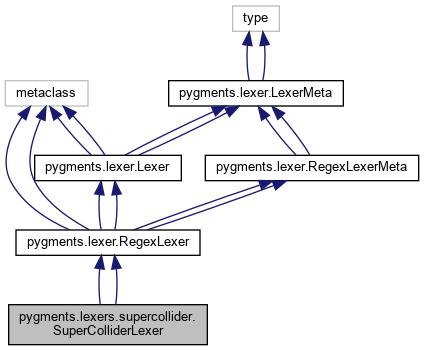 type
metaclass
pygments.lexer.LexerMeta
pygments.lexer.Lexer
pygments.lexer.RegexLexerMeta
pygments.lexer.RegexLexer
pygments.lexers.supercollider.
SuperColliderLexer